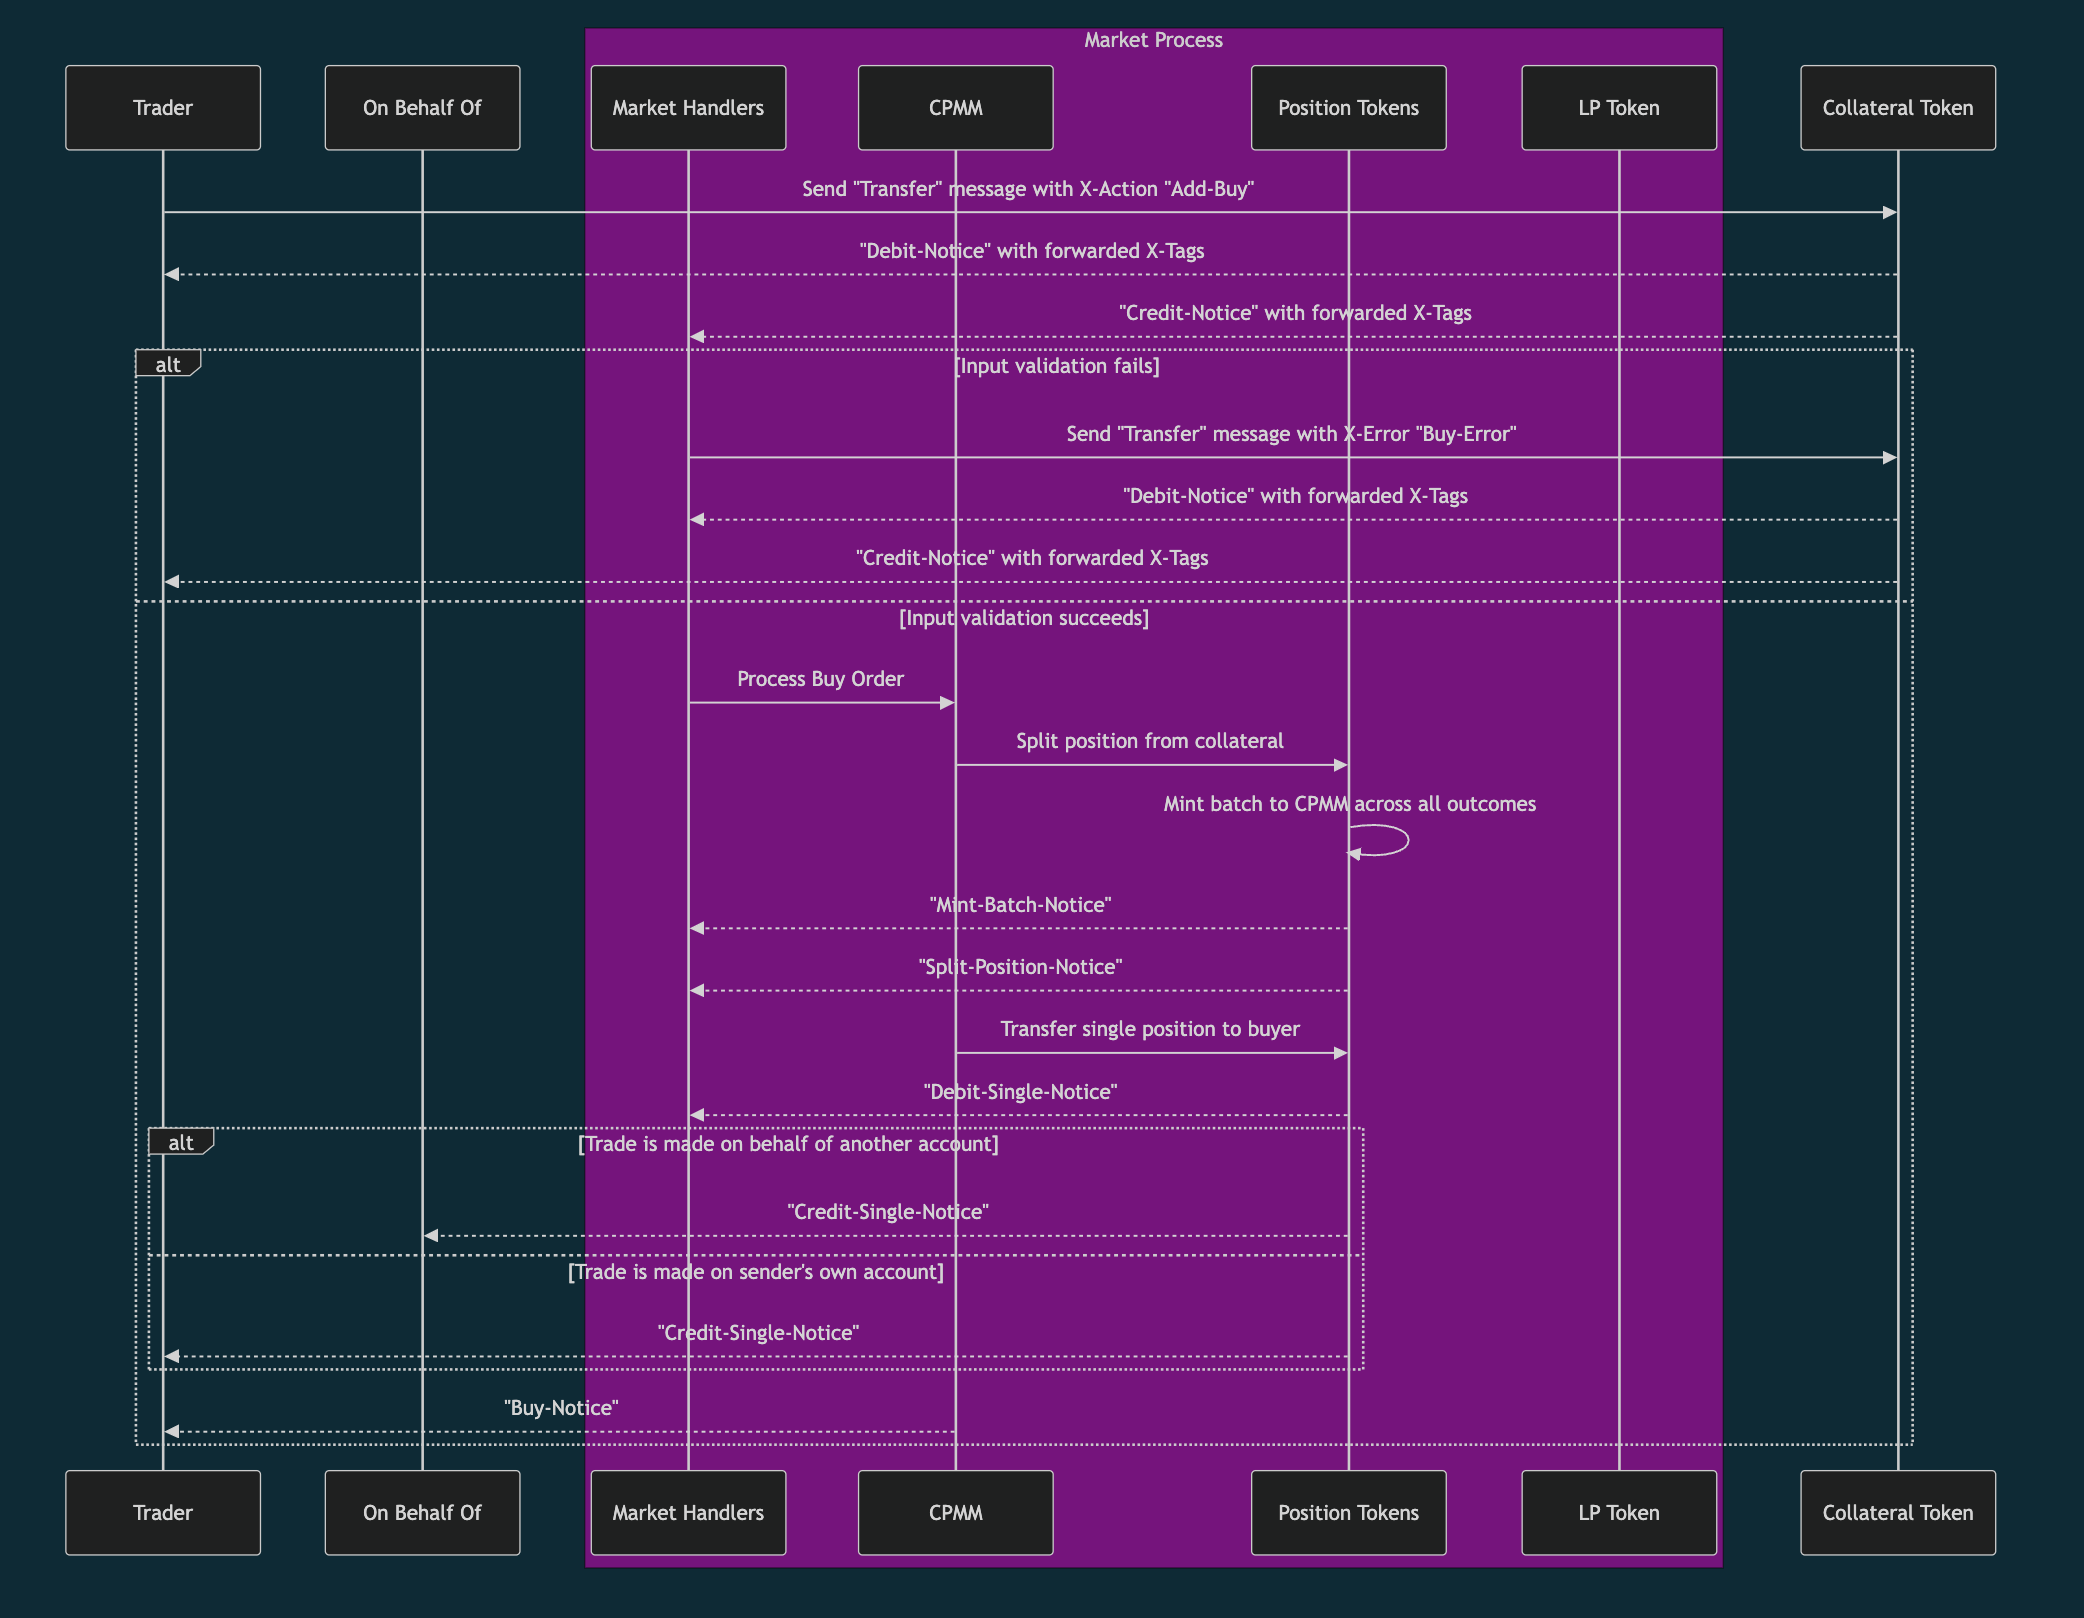 Market Process
Trader
On Behalf Of
Market Handlers
CPMM
Position Tokens
LP Token
Collateral Token
Send "Transfer" message with X-Action "Add-Buy"
"Debit-Notice" with forwarded X-Tags
"Credit-Notice" with forwarded X-Tags
alt
[Input validation fails]
Send "Transfer" message with X-Error "Buy-Error"
"Debit-Notice" with forwarded X-Tags
"Credit-Notice" with forwarded X-Tags
[Input validation succeeds]
Process Buy Order
Split position from collateral
Mint batch to CPMM across all outcomes
"Mint-Batch-Notice"
"Split-Position-Notice"
Transfer single position to buyer
"Debit-Single-Notice"
alt
[Trade is made on behalf of another account]
"Credit-Single-Notice"
[Trade is made on sender's own account]
"Credit-Single-Notice"
"Buy-Notice"
Trader
On Behalf Of
Market Handlers
CPMM
Position Tokens
LP Token
Collateral Token